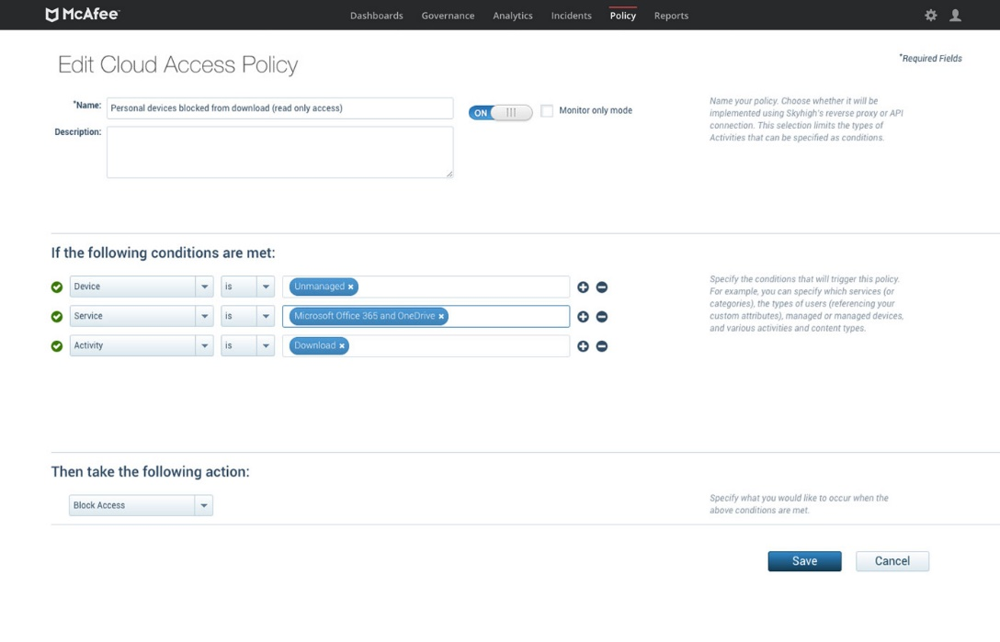 McAfee™
Dashboards Governance Analytics Incidents Policy Reports
Edit Cloud Access Policy
*Required Fields
*Name: Personal devices blocked from download (read only access)
ON Monitor only mode
Description:
Name your policy. Choose whether it will be
implemented using Skyhigh's reverse proxy or API
connection. This selection limits the types of
Activities that can be specified as conditions.
If the following conditions are met:
Device is Unmanaged ×
Service is Microsoft Office 365 and OneDrive ×
Activity is Download ×
Specify the conditions that will trigger this policy.
For example, you can specify which services (or
categories), the types of users (referencing your
custom attributes), managed or managed devices,
and various activities and content types.
Then take the following action:
Block Access
Specify what you would like to occur when the
above conditions are met.
Save Cancel